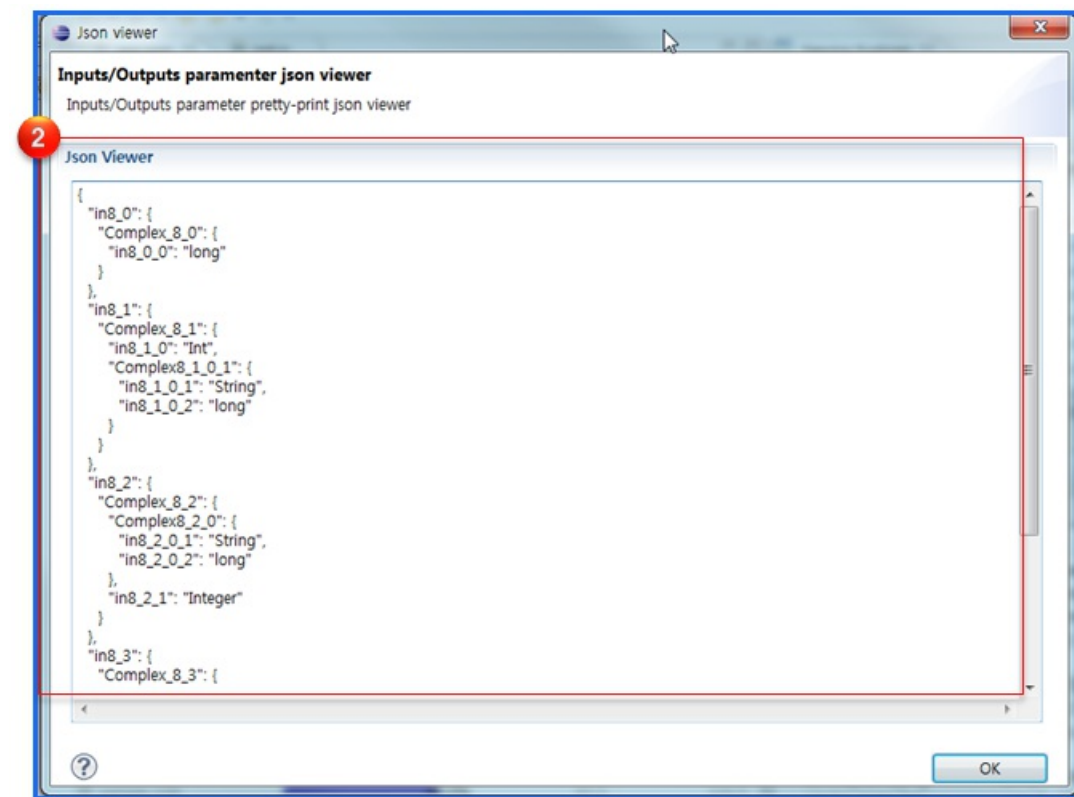 Json viewer
Inputs/Outputs paramenter json viewer
Inputs/Outputs parameter pretty-print json viewer
2
Json Viewer
{
"in8_0": {
"Complex_8_0": {
"in8_0_0": "long"
}
},
"in8_1": {
"Complex_8_1": {
"in8_1_0": "Int",
"Complex8_1_0_1": {
"in8_1_0_1": "String",
"in8_1_0_2": "long"
}
}
},
"in8_2": {
"Complex_8_2": {
"Complex8_2_0": {
"in8_2_0_1": "String",
"in8_2_0_2": "long"
},
"in8_2_1": "Integer"
}
},
"in8_3": {
"Complex_8_3": {
?
OK